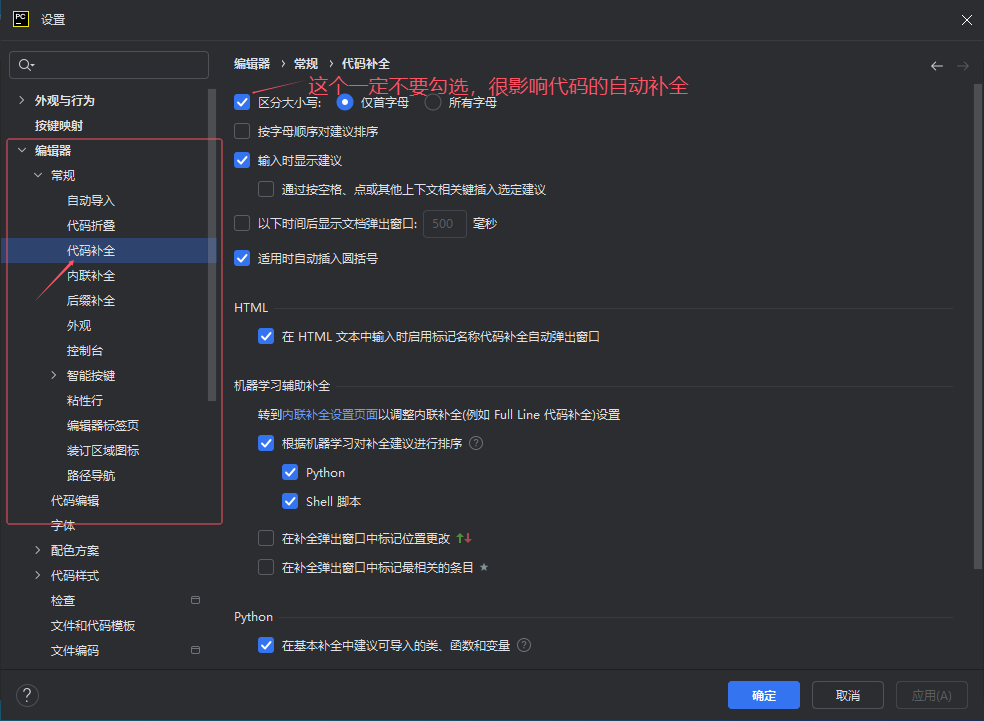 PC
设置
编辑器 › 常规 › 代码补全
这个一定不要勾选，很影响代码的自动补全
外观与行为
按键映射
编辑器
常规
自动导入
代码折叠
代码补全
内联补全
后缀补全
外观
控制台
智能按键
粘性行
编辑器标签页
装订区域图标
路径导航
代码编辑
字体
配色方案
代码样式
检查
文件和代码模板
文件编码
区分大小写: 仅首字母 所有字母
按字母顺序对建议排序
输入时显示建议
通过按空格、点或其他上下文相关键插入选定建议
以下时间后显示文档弹出窗口: 500 毫秒
适用时自动插入圆括号
HTML
在 HTML 文本中输入时启用标记名称代码补全自动弹出窗口
机器学习辅助补全
转到内联补全设置页面以调整内联补全(例如 Full Line 代码补全)设置
根据机器学习对补全建议进行排序 ?
Python
Shell 脚本
在补全弹出窗口中标记位置更改 ↑↓
在补全弹出窗口中标记最相关的条目 ★
Python
在基本补全中建议可导入的类、函数和变量 ?
?
确定 取消 应用(A)